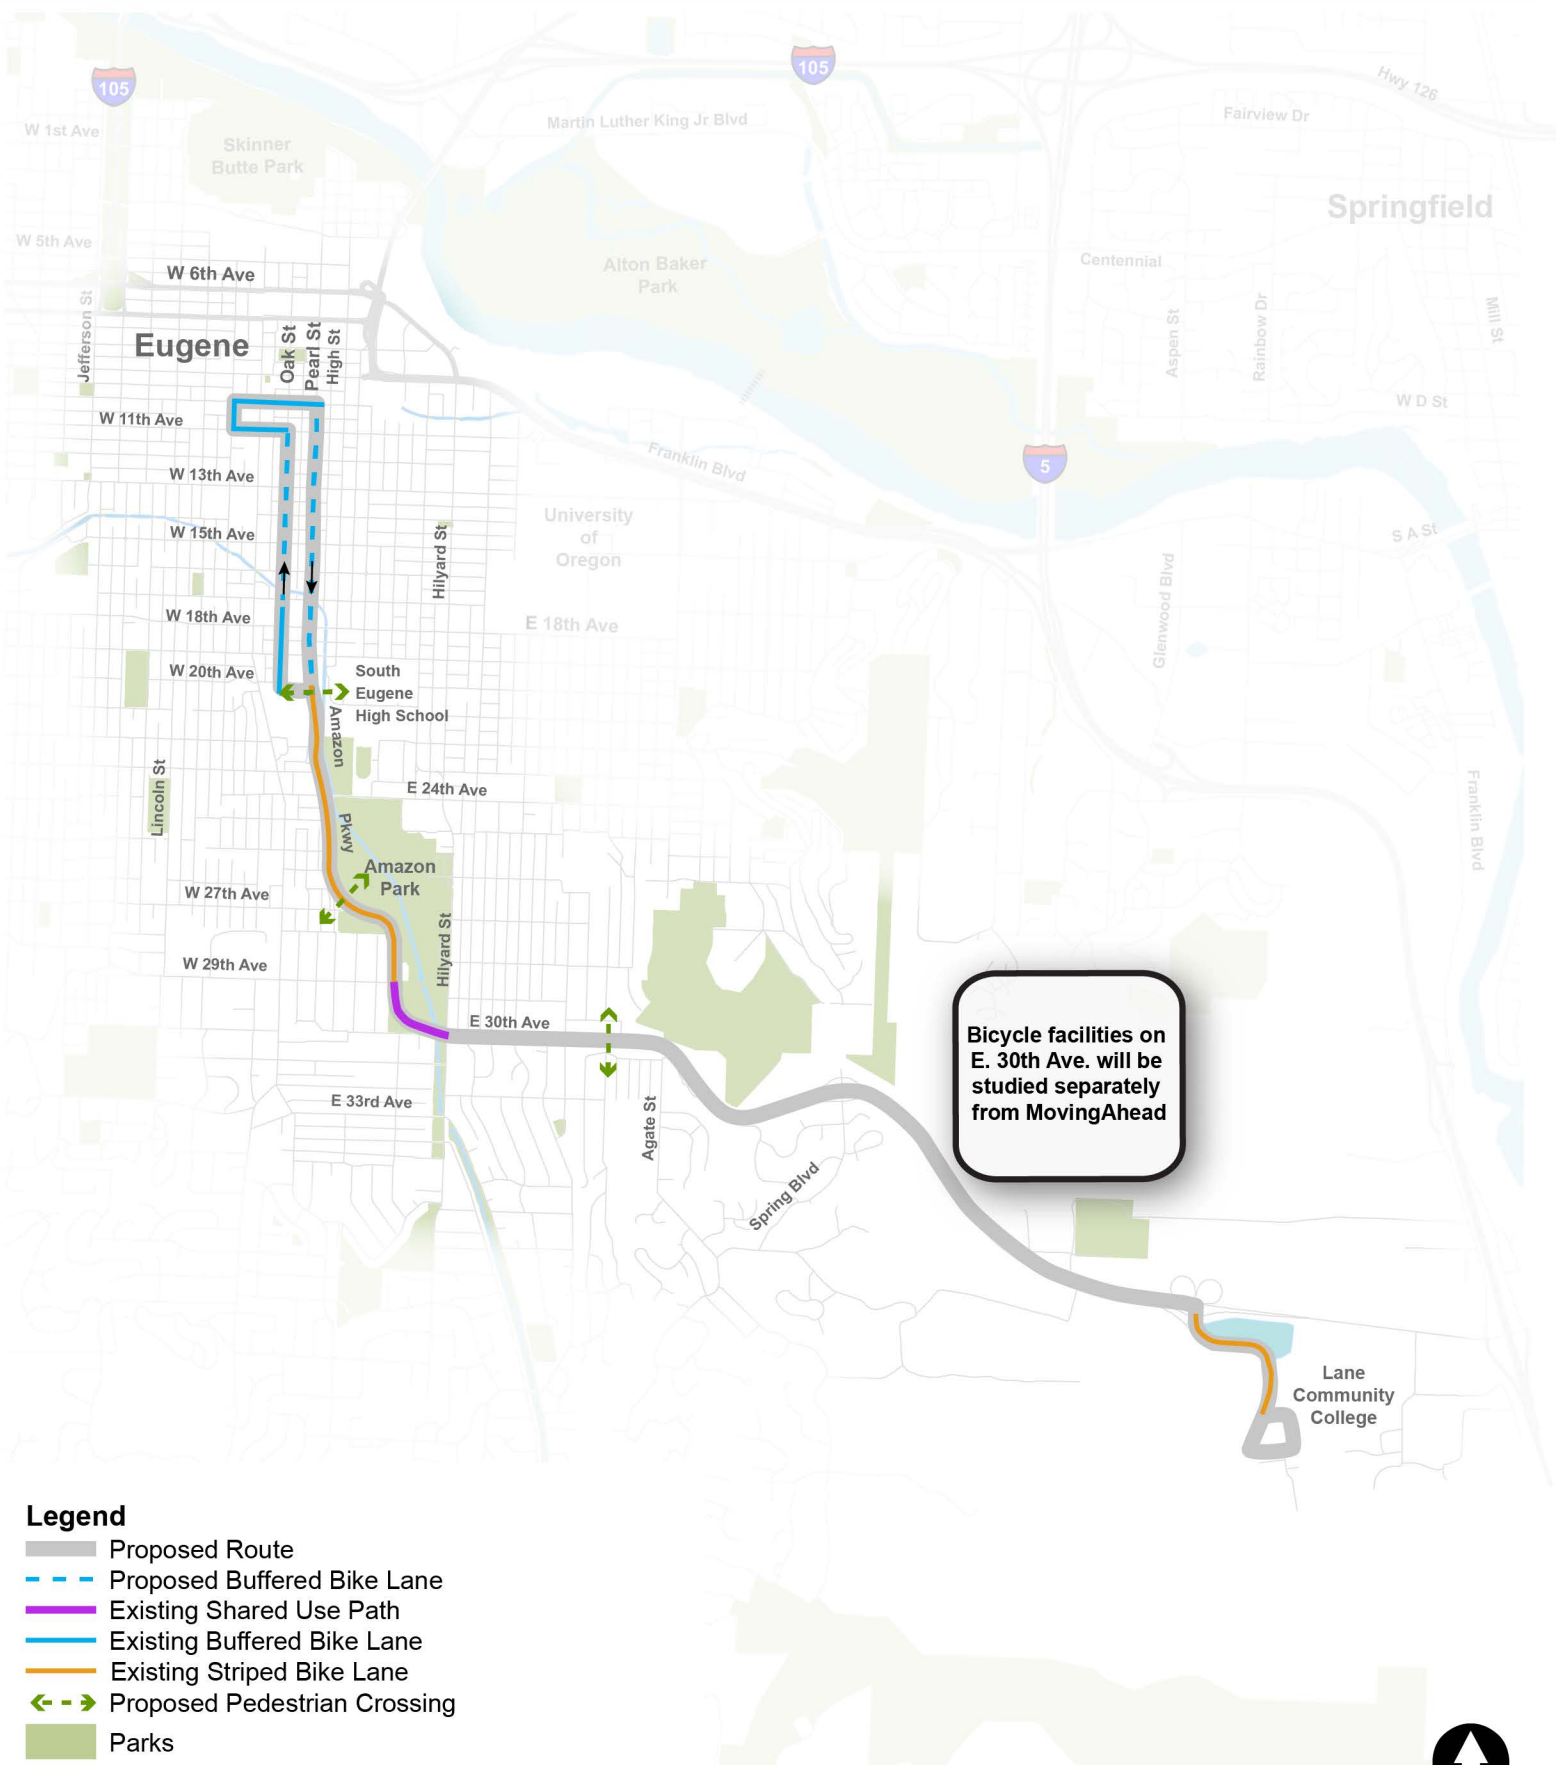 105
105
Hwy 126
W 1st Ave
Martin Luther King Jr Blvd
Fairview Dr
Skinner
Butte Park
Springfield
W 5th Ave
Alton Baker
Park
Centennial
W 6th Ave
Jefferson St
Eugene
Oak St
Pearl St
High St
Aspen St
Rainbow Dr
Mill St
W 11th Ave
W D St
Franklin Blvd
5
W 13th Ave
University
of
Oregon
W 15th Ave
Hilyard St
S A St
Glenwood Blvd
W 18th Ave
E 18th Ave
W 20th Ave
South
Eugene
High School
Amazon
Pkwy
Lincoln St
E 24th Ave
Franklin Blvd
Amazon
Park
W 27th Ave
Hilyard St
W 29th Ave
E 30th Ave
Bicycle facilities on
E. 30th Ave. will be
studied separately
from MovingAhead
E 33rd Ave
Agate St
Spring Blvd
Lane
Community
College
Legend
Proposed Route
Proposed Buffered Bike Lane
Existing Shared Use Path
Existing Buffered Bike Lane
Existing Striped Bike Lane
Proposed Pedestrian Crossing
Parks